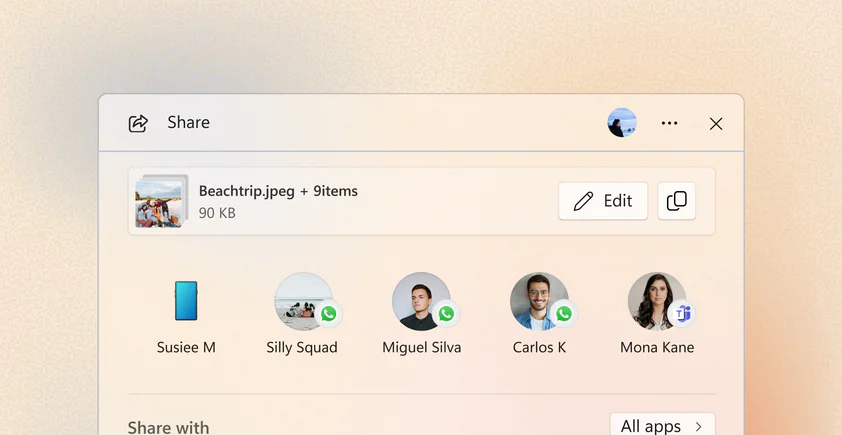 Share
Beachtrip.jpeg + 9items
90 KB
Edit
Susiee M
Silly Squad
Miguel Silva
Carlos K
Mona Kane
Share with
All apps